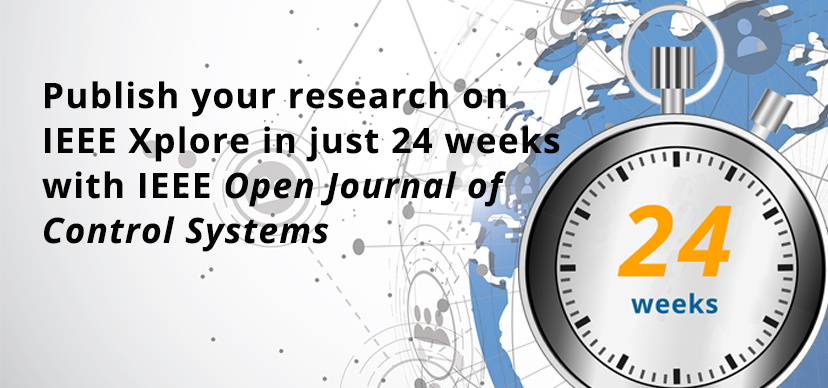 Publish your research on
IEEE Xplore in just 24 weeks
with IEEE Open Journal of
Control Systems
24
weeks